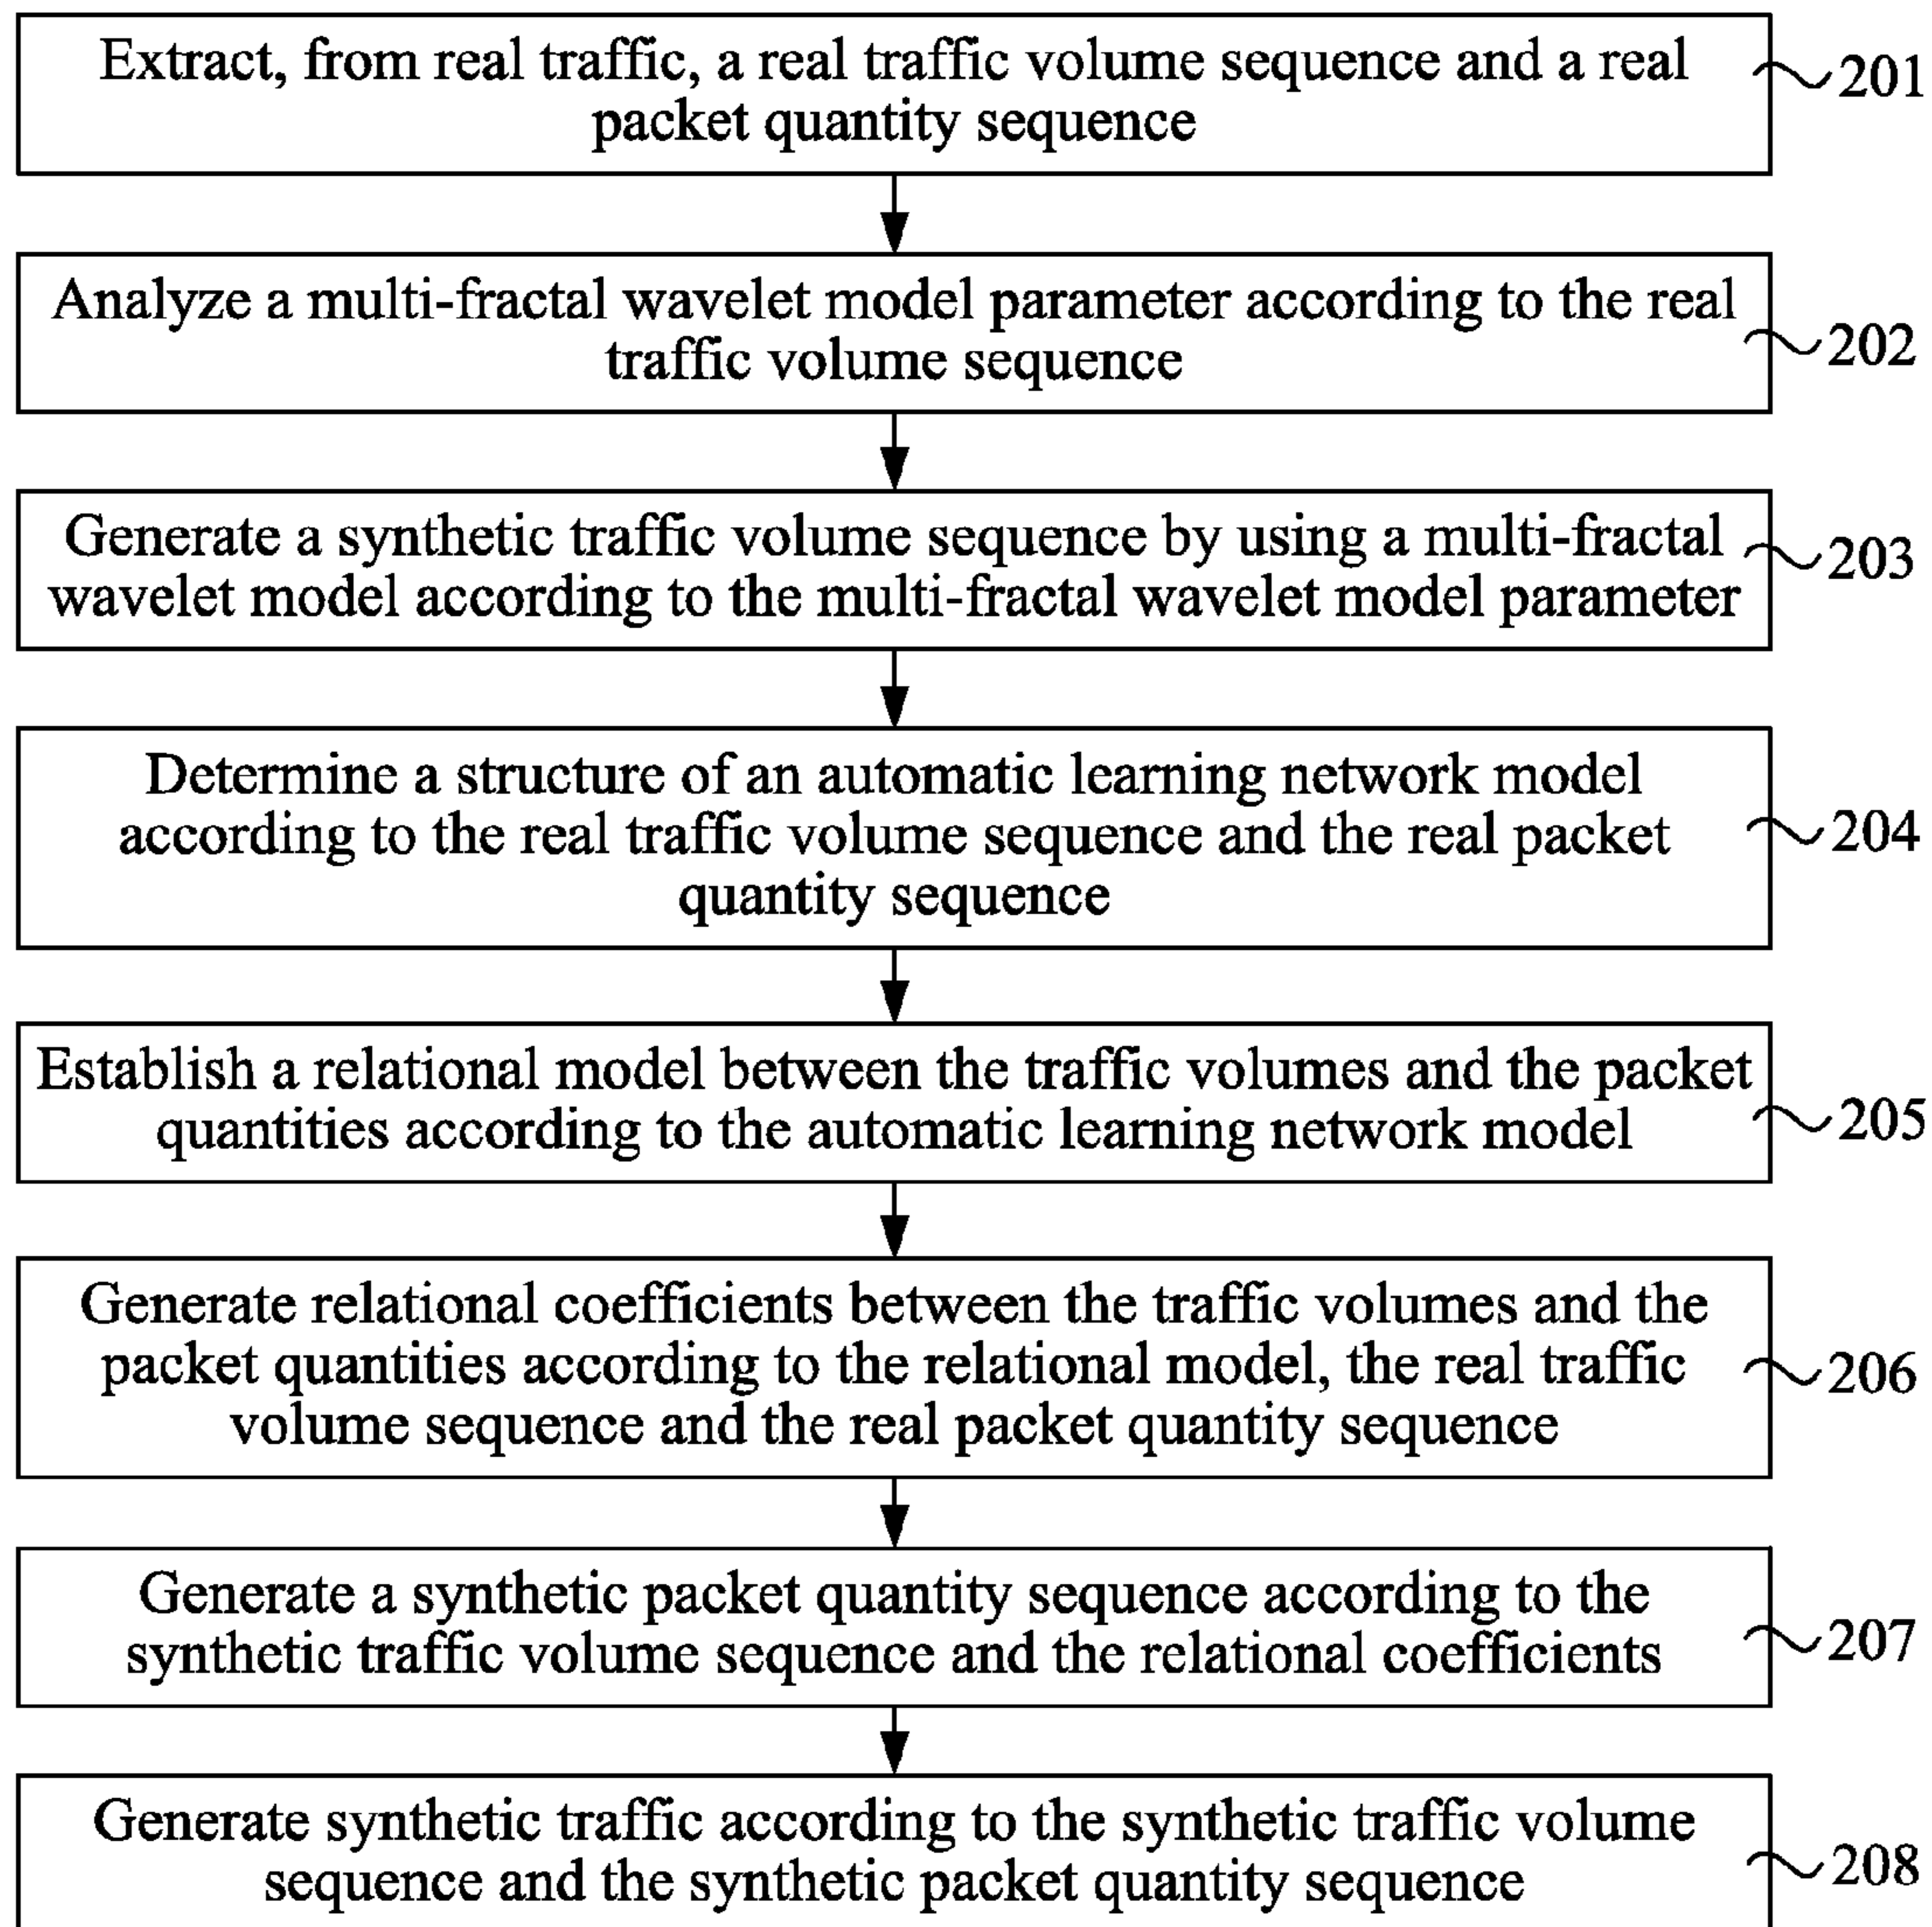 Extract, from real traffic, a real traffic volume sequence and a real
packet quantity sequence
201
Analyze a multi-fractal wavelet model parameter according to the real
traffic volume sequence
202
Generate a synthetic traffic volume sequence by using a multi-fractal
wavelet model according to the multi-fractal wavelet model parameter
203
Determine a structure of an automatic learning network model
according to the real traffic volume sequence and the real packet
quantity sequence
204
Establish a relational model between the traffic volumes and the packet
quantities according to the automatic learning network model
205
Generate relational coefficients between the traffic volumes and the
packet quantities according to the relational model, the real traffic
volume sequence and the real packet quantity sequence
206
Generate a synthetic packet quantity sequence according to the
synthetic traffic volume sequence and the relational coefficients
207
Generate synthetic traffic according to the synthetic traffic volume
sequence and the synthetic packet quantity sequence
208